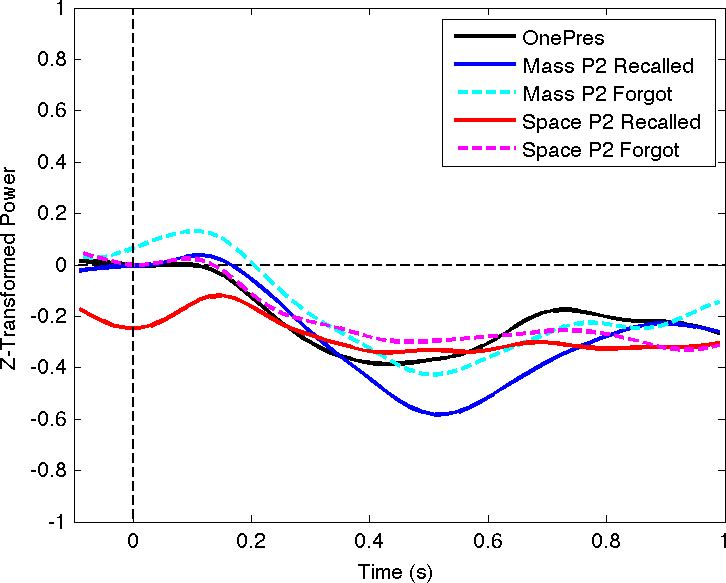 1
0.8
0.6
0.4
0.2
0
-0.2
-0.4
-0.6
-0.8
-1
Z-Transformed Power
OnePres
Mass P2 Recalled
Mass P2 Forgot
Space P2 Recalled
Space P2 Forgot
0 0.2 0.4 0.6 0.8 1
Time (s)